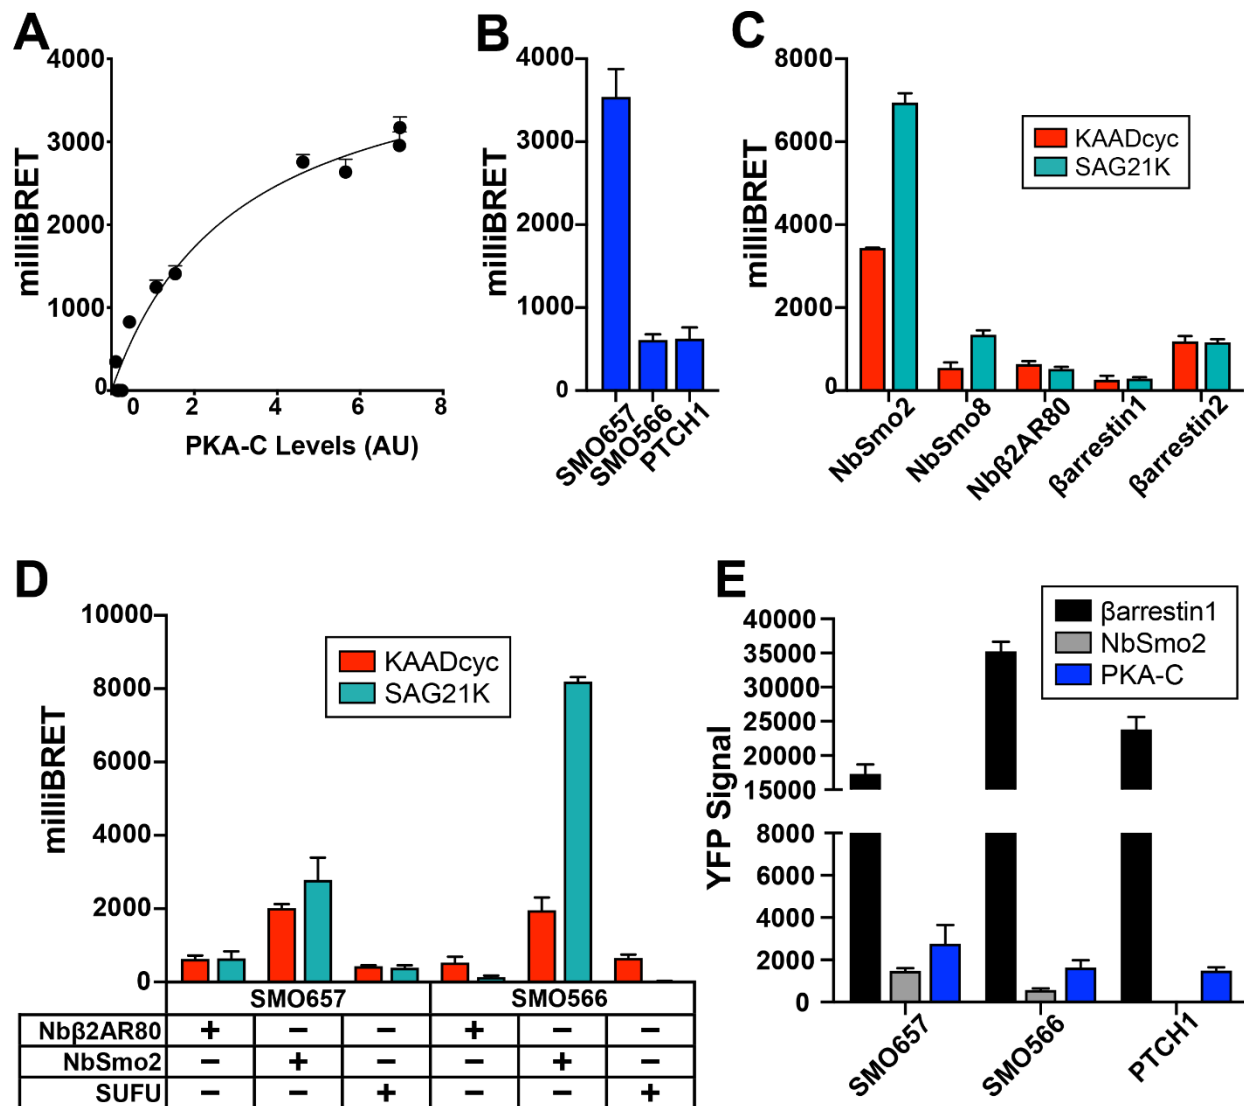 A
milliBRET
4000
3000
2000
1000
0
0 2 4 6 8
PKA-C Levels (AU)
B
milliBRET
4000
3000
2000
1000
0
SMO657
SMO566
PTCH1
C
milliBRET
8000
6000
4000
2000
0
KAADcyc
SAG21K
NbSmo2
NbSmo8
Nbβ2AR80
βarrestin1
βarrestin2
D
milliBRET
10000
8000
6000
4000
2000
0
KAADcyc
SAG21K
SMO657 SMO566
Nbβ2AR80 + − − + − −
NbSmo2 − + − − + −
SUFU − − + − − +
E
YFP Signal
40000
35000
30000
25000
20000
15000
8000
6000
4000
2000
0
βarrestin1
NbSmo2
PKA-C
SMO657
SMO566
PTCH1